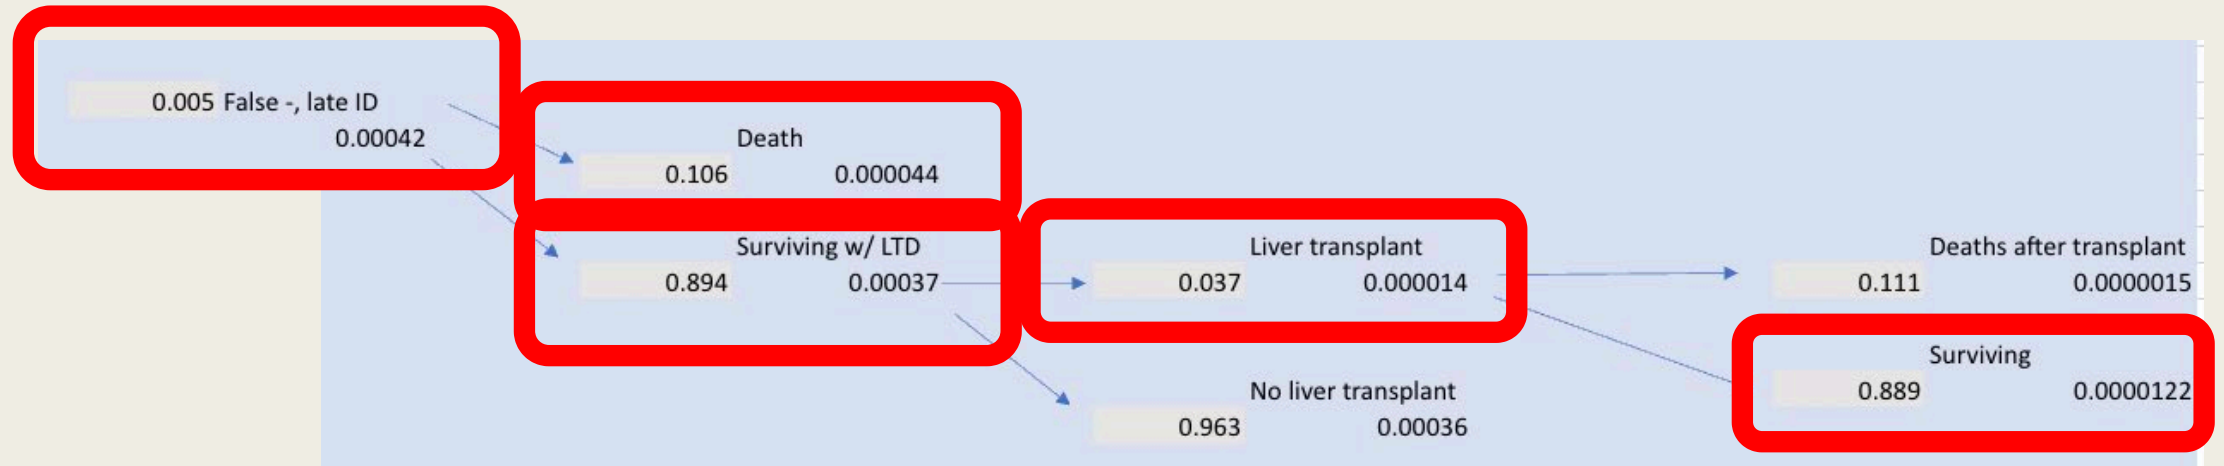 0.005 False -, late ID
0.00042
Death
0.106 0.000044
Surviving w/ LTD
0.894 0.00037
Liver transplant
0.037 0.000014
No liver transplant
0.963 0.00036
Deaths after transplant
0.111 0.0000015
Surviving
0.889 0.0000122